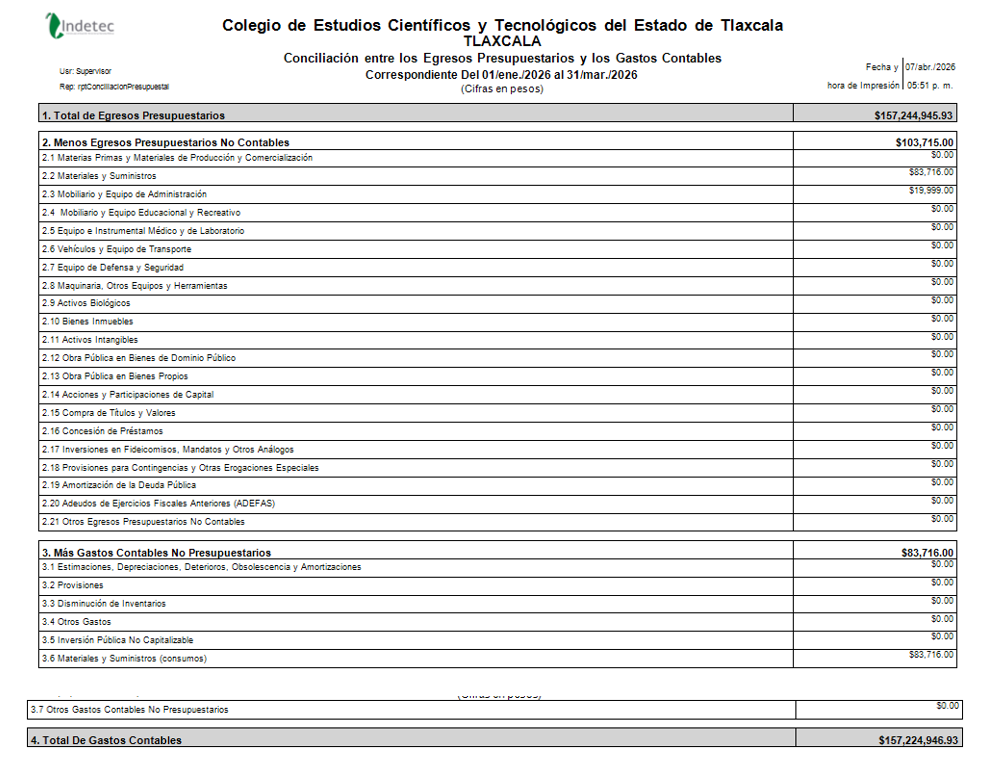 Indetec
Colegio de Estudios Científicos y Tecnológicos del Estado de Tlaxcala
TLAXCALA
Conciliación entre los Egresos Presupuestarios y los Gastos Contables
Usr: Supervisor
Rep: rptConciliacionPresupuestal
Correspondiente Del 01/ene./2026 al 31/mar./2026
(Cifras en pesos)
Fecha y 07/abr./2026
hora de Impresión 05:51 p. m.
1. Total de Egresos Presupuestarios $157,244,945.93
2. Menos Egresos Presupuestarios No Contables $103,715.00
2.1 Materias Primas y Materiales de Producción y Comercialización $0.00
2.2 Materiales y Suministros $83,716.00
2.3 Mobiliario y Equipo de Administración $19,999.00
2.4 Mobiliario y Equipo Educacional y Recreativo $0.00
2.5 Equipo e Instrumental Médico y de Laboratorio $0.00
2.6 Vehículos y Equipo de Transporte $0.00
2.7 Equipo de Defensa y Seguridad $0.00
2.8 Maquinaria, Otros Equipos y Herramientas $0.00
2.9 Activos Biológicos $0.00
2.10 Bienes Inmuebles $0.00
2.11 Activos Intangibles $0.00
2.12 Obra Pública en Bienes de Dominio Público $0.00
2.13 Obra Pública en Bienes Propios $0.00
2.14 Acciones y Participaciones de Capital $0.00
2.15 Compra de Títulos y Valores $0.00
2.16 Concesión de Préstamos $0.00
2.17 Inversiones en Fideicomisos, Mandatos y Otros Análogos $0.00
2.18 Provisiones para Contingencias y Otras Erogaciones Especiales $0.00
2.19 Amortización de la Deuda Pública $0.00
2.20 Adeudos de Ejercicios Fiscales Anteriores (ADEFAS) $0.00
2.21 Otros Egresos Presupuestarios No Contables $0.00
3. Más Gastos Contables No Presupuestarios $83,716.00
3.1 Estimaciones, Depreciaciones, Deterioros, Obsolescencia y Amortizaciones $0.00
3.2 Provisiones $0.00
3.3 Disminución de Inventarios $0.00
3.4 Otros Gastos $0.00
3.5 Inversión Pública No Capitalizable $0.00
3.6 Materiales y Suministros (consumos) $83,716.00
(Cifras en pesos)
3.7 Otros Gastos Contables No Presupuestarios $0.00
4. Total De Gastos Contables $157,224,946.93